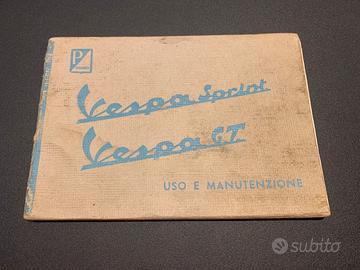 P
Vespa Sprint
Vespa GT
USO E MANUTENZIONE
subito